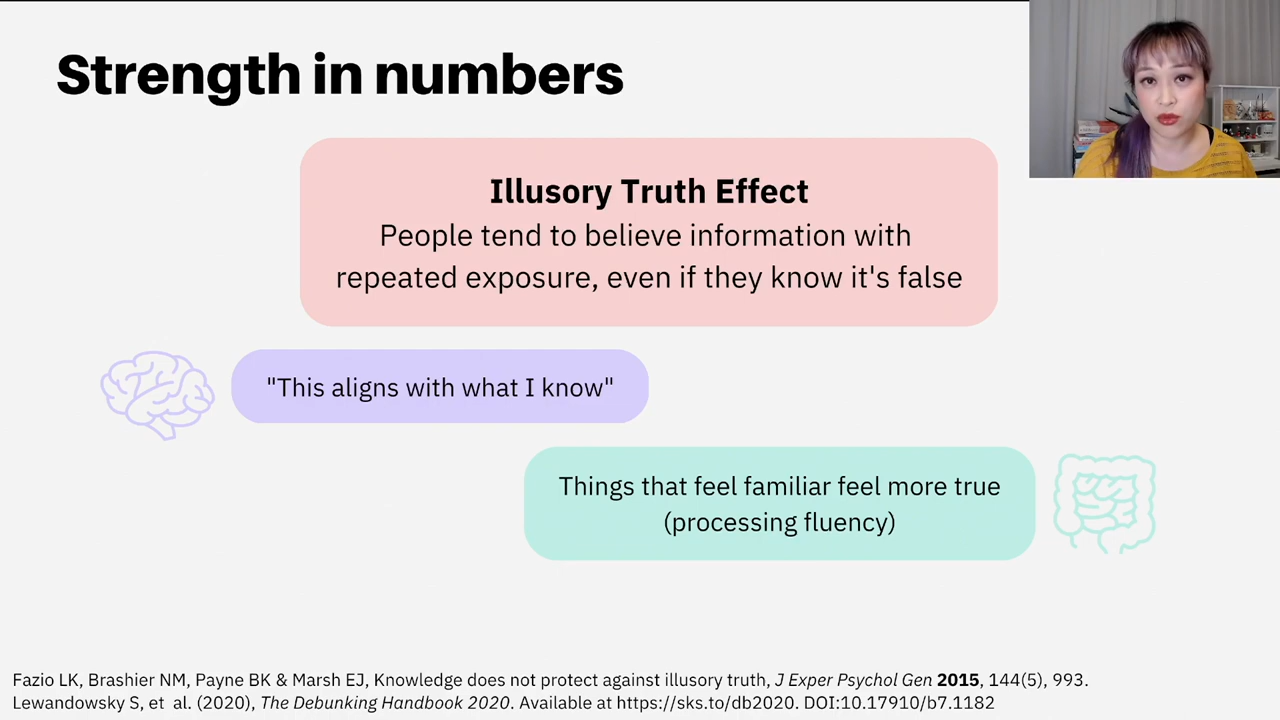 Strength in numbers
Illusory Truth Effect
People tend to believe information with
repeated exposure, even if they know it's false
"This aligns with what I know"
Things that feel familiar feel more true
(processing fluency)
Fazio LK, Brashier NM, Payne BK & Marsh EJ, Knowledge does not protect against illusory truth, J Exper Psychol Gen 2015, 144(5), 993.
Lewandowsky S, et  al. (2020), The Debunking Handbook 2020. Available at https://sks.to/db2020. DOI:10.17910/b7.1182